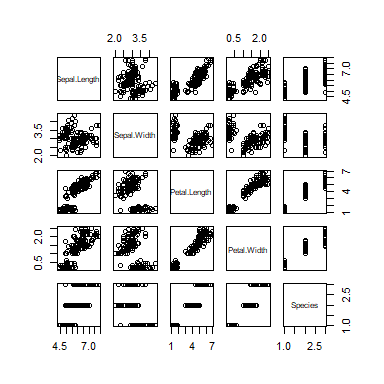 2.0 3.5
0.5 2.0
Sepal.Length
4.5 7.0
2.0 3.5
Sepal.Width
Petal.Length
1 4 7
0.5 2.0
Petal.Width
Species
1.0 2.5
4.5 7.0
1 4 7
1.0 2.5